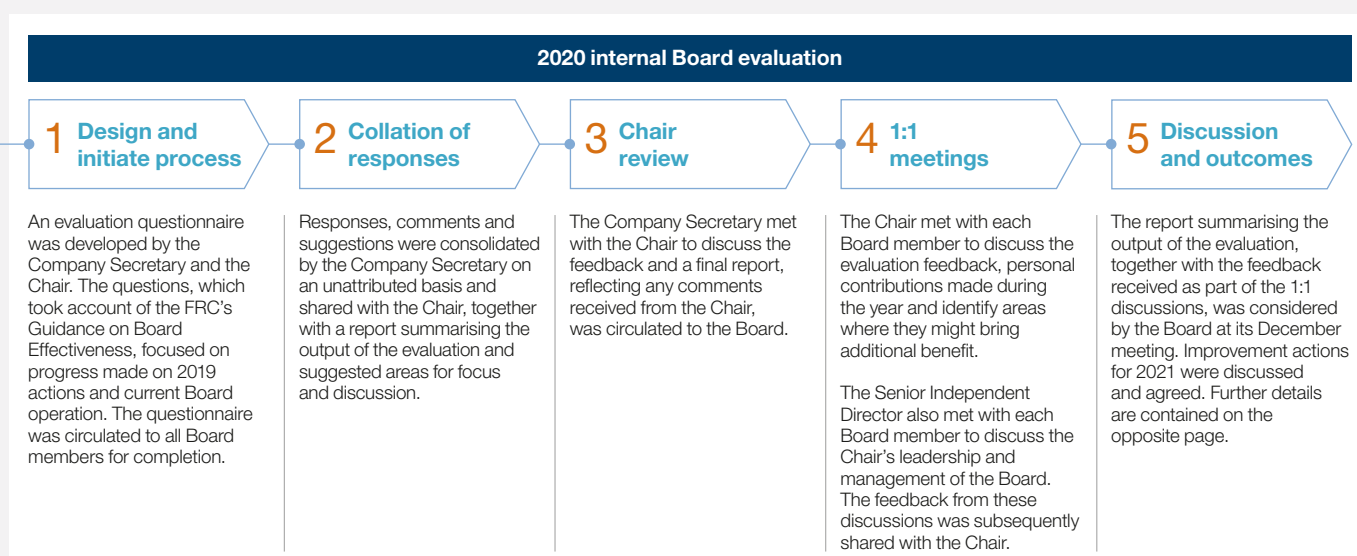 2020 internal Board evaluation
1 Design and
initiate process
An evaluation questionnaire
was developed by the
Company Secretary and the
Chair. The questions, which
took account of the FRC's
Guidance on Board
Effectiveness, focused on
progress made on 2019
actions and current Board
operation. The questionnaire
was circulated to all Board
members for completion.
2 Collation of
responses
Responses, comments and
suggestions were consolidated
by the Company Secretary on
an unattributed basis and
shared with the Chair, together
with a report summarising the
output of the evaluation and
suggested areas for focus
and discussion.
3 Chair
review
The Company Secretary met
with the Chair to discuss the
feedback and a final report,
reflecting any comments
received from the Chair,
was circulated to the Board.
4 1:1
meetings
The Chair met with each
Board member to discuss the
evaluation feedback, personal
contributions made during
the year and identify areas
where they might bring
additional benefit.
The Senior Independent
Director also met with each
Board member to discuss the
Chair's leadership and
management of the Board.
The feedback from these
discussions was subsequently
shared with the Chair.
5 Discussion
and outcomes
The report summarising the
output of the evaluation,
together with the feedback
received as part of the 1:1
discussions, was considered
by the Board at its December
meeting. Improvement actions
for 2021 were discussed
and agreed. Further details
are contained on the
opposite page.